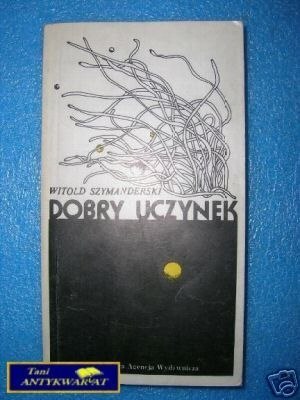 WITOLD SZYMANDERSKI
DOBRY UCZYNEK
Agencja Wydawnicza
Tani
ANTYKWARIAT